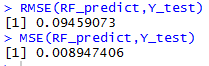 > RMSE(RF_predict,Y_test)
[1] 0.09459073
> MSE(RF_predict,Y_test)
[1] 0.008947406